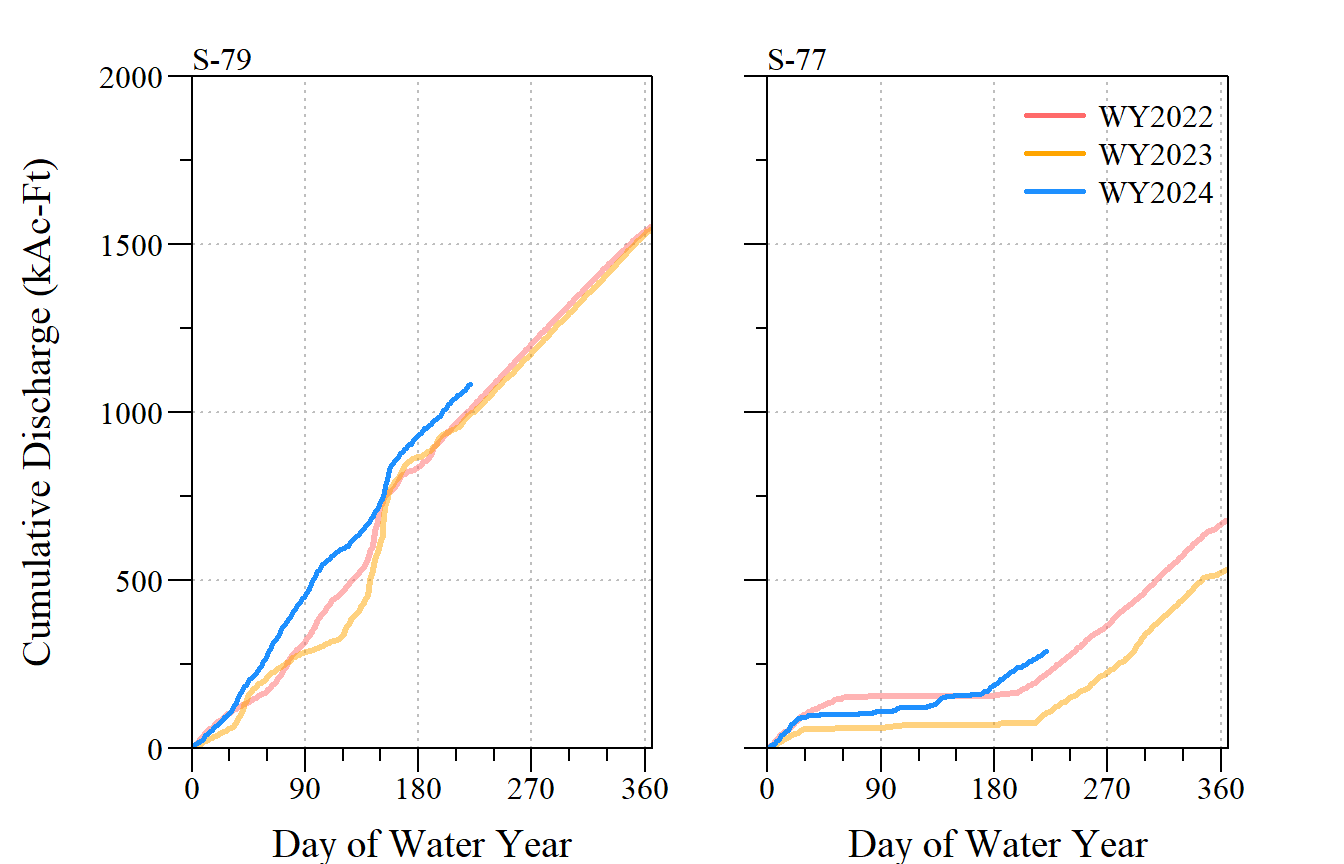 S-79
S-77
2000
1500
1000
500
0
Cumulative Discharge (kAc-Ft)
WY2022
WY2023
WY2024
0 90 180 270 360
0 90 180 270 360
Day of Water Year
Day of Water Year